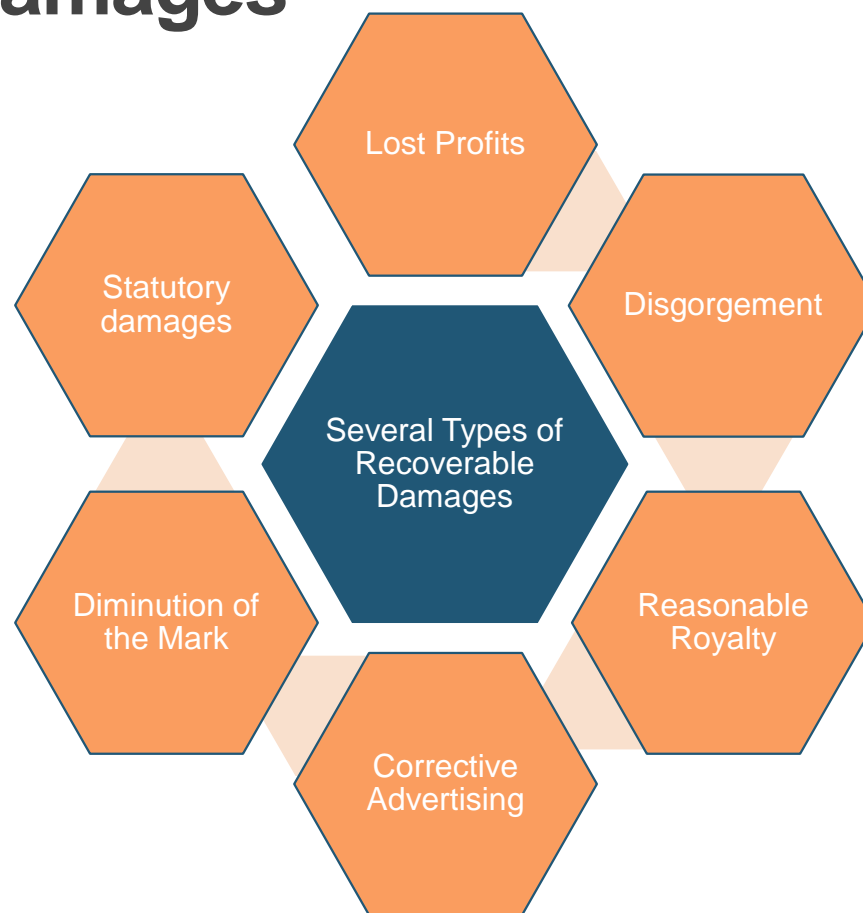 amages
Lost Profits
Disgorgement
Reasonable
Royalty
Corrective
Advertising
Diminution of
the Mark
Statutory
damages
Several Types of
Recoverable
Damages